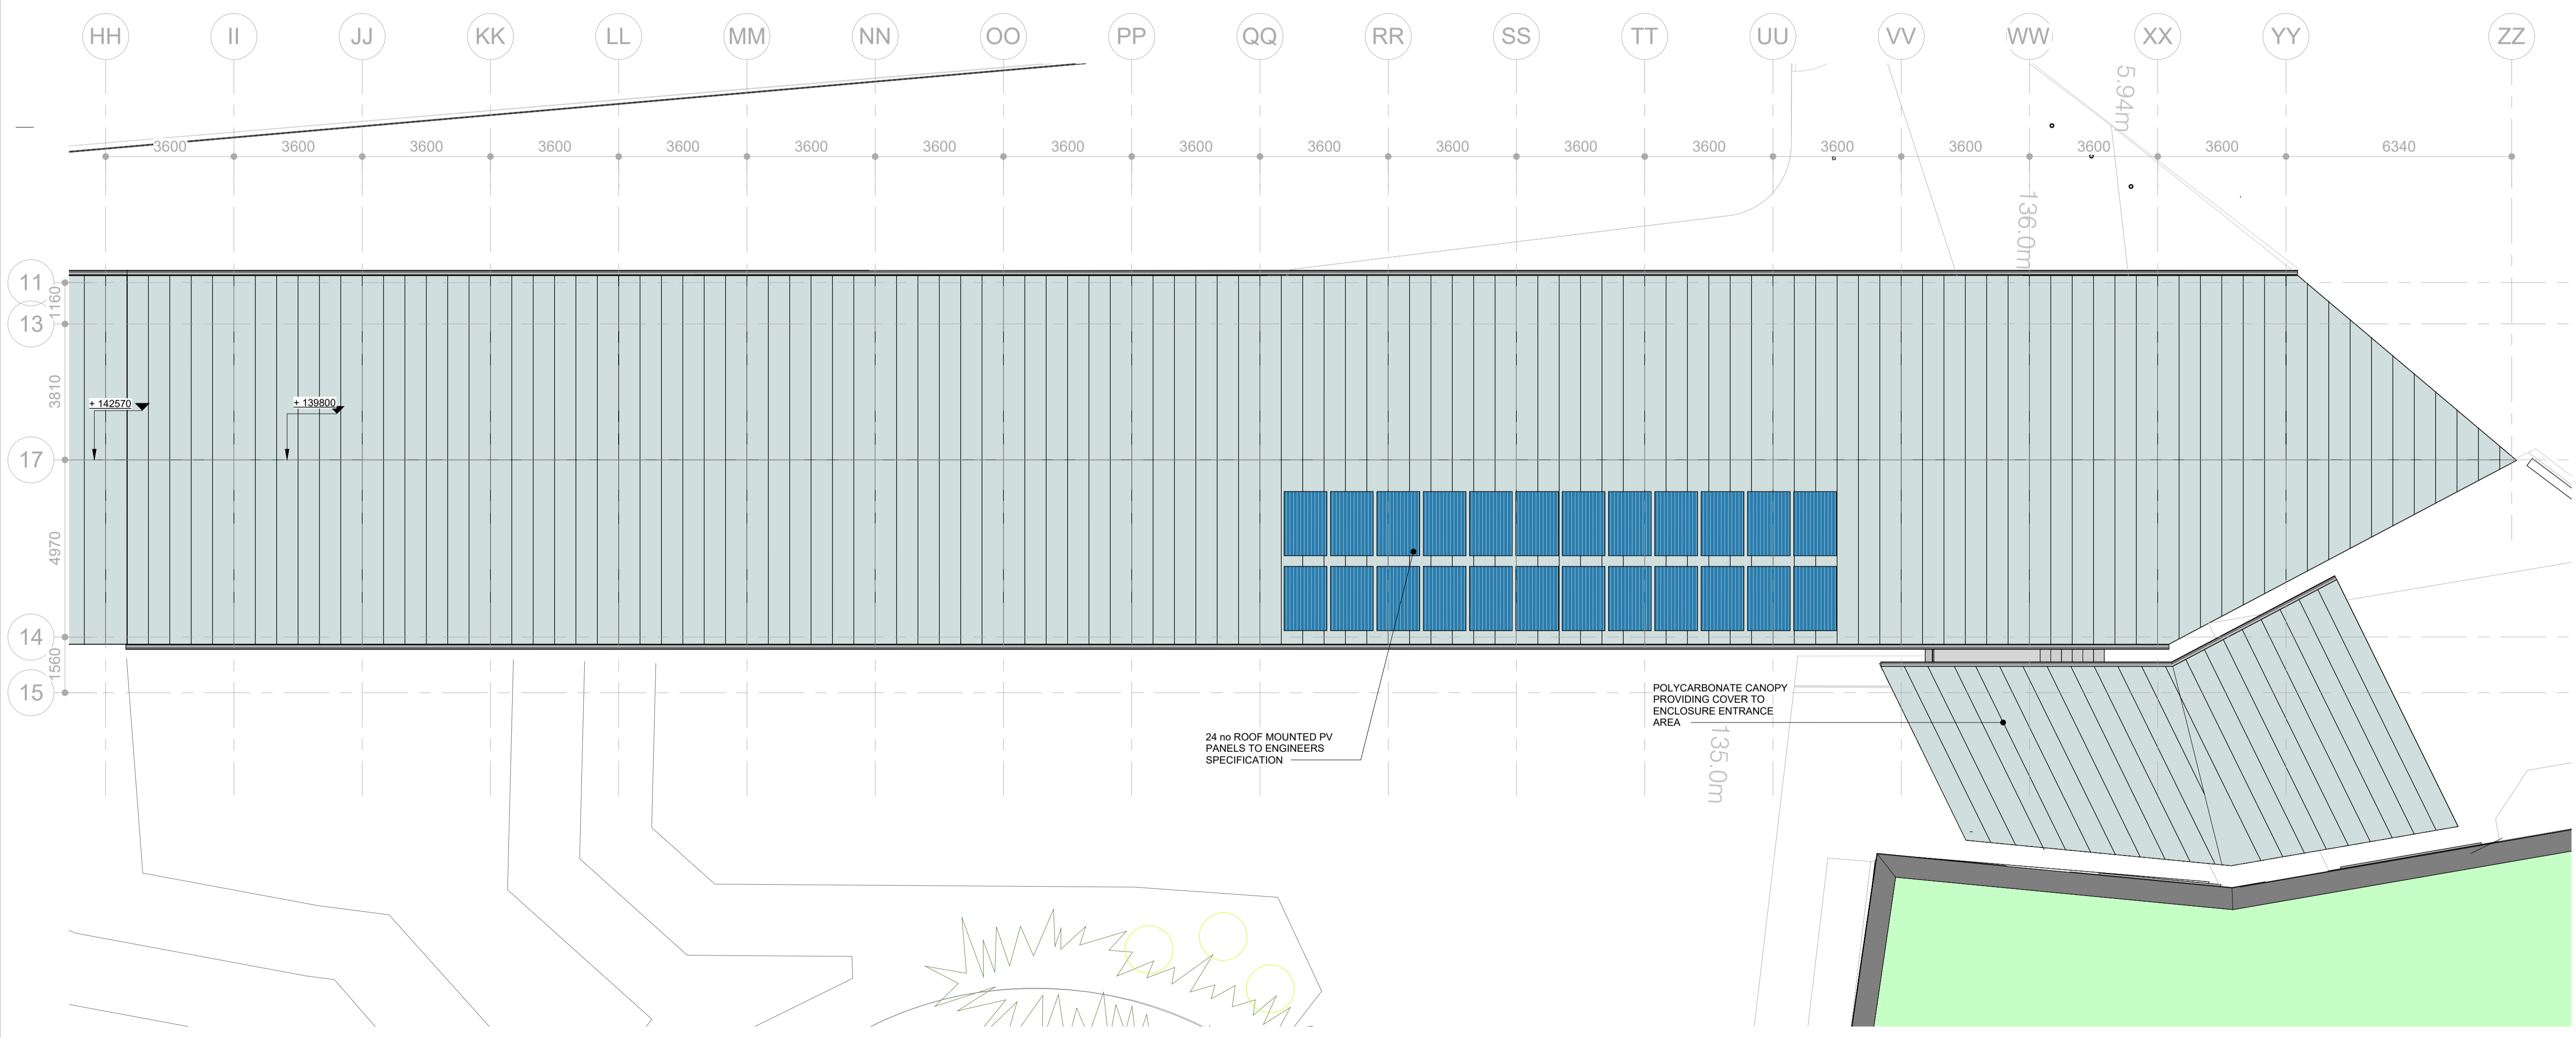 HH II JJ KK LL MM NN OO PP QQ RR SS TT UU VV WW XX YY ZZ
5.94m
3600 3600 3600 3600 3600 3600 3600 3600 3600 3600 3600 3600 3600 3600 3600 3600 3600 6340
136.0m
11
1160
13
3810
+ 142570
+ 139800
17
4970
14
1560
15
POLYCARBONATE CANOPY
PROVIDING COVER TO
ENCLOSURE ENTRANCE
AREA
24 no ROOF MOUNTED PV
PANELS TO ENGINEERS
SPECIFICATION
135.0m